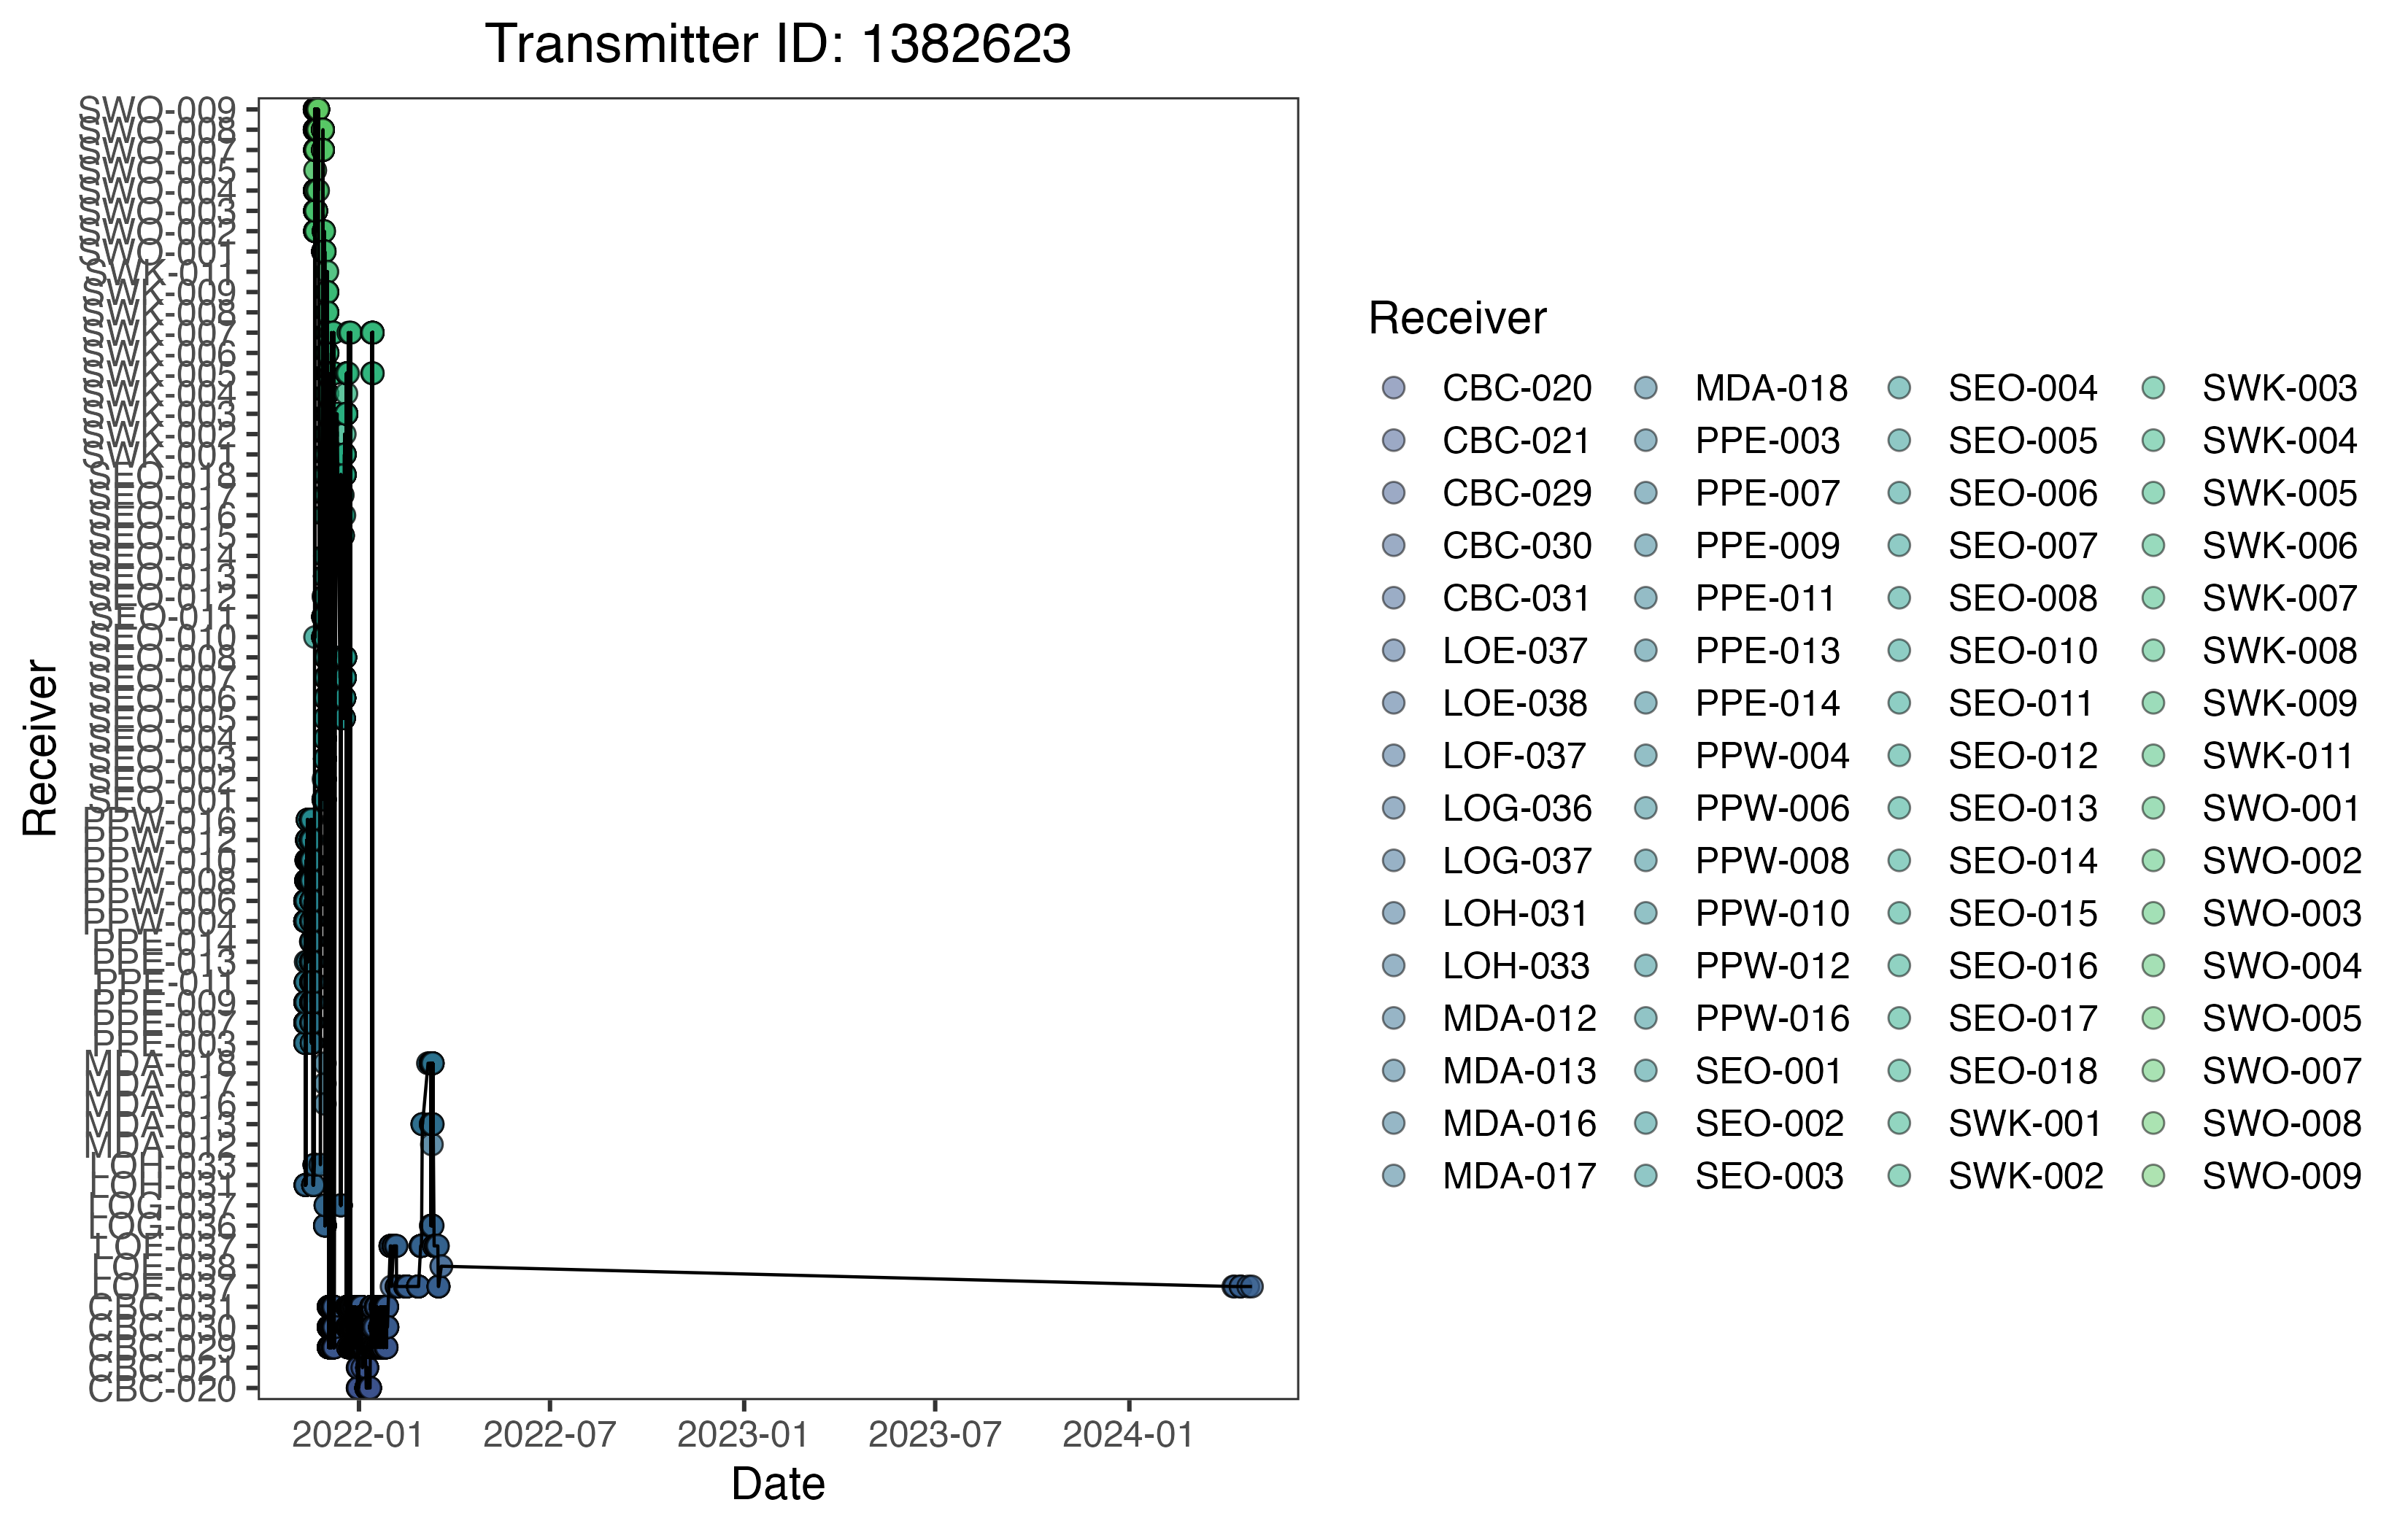 Transmitter ID: 1382623
Receiver
SWO-009
SWO-008
SWO-007
SWO-005
SWO-004
SWO-003
SWO-002
SWO-001
SWK-011
SWK-009
SWK-008
SWK-007
SWK-006
SWK-005
SWK-004
SWK-003
SWK-002
SWK-001
SEO-018
SEO-017
SEO-016
SEO-015
SEO-014
SEO-013
SEO-012
SEO-011
SEO-010
SEO-008
SEO-007
SEO-006
SEO-005
SEO-004
SEO-003
SEO-002
SEO-001
PPW-016
PPW-012
PPW-010
PPW-008
PPW-006
PPW-004
PPE-014
PPE-013
PPE-011
PPE-009
PPE-007
PPE-003
MDA-018
MDA-017
MDA-016
MDA-013
MDA-012
LOH-033
LOH-031
LOG-037
LOG-036
LOF-037
LOE-038
LOE-037
CBC-031
CBC-030
CBC-029
CBC-021
CBC-020
2022-01 2022-07 2023-01 2023-07 2024-01
Date
Receiver
CBC-020 MDA-018 SEO-004 SWK-003
CBC-021 PPE-003 SEO-005 SWK-004
CBC-029 PPE-007 SEO-006 SWK-005
CBC-030 PPE-009 SEO-007 SWK-006
CBC-031 PPE-011 SEO-008 SWK-007
LOE-037 PPE-013 SEO-010 SWK-008
LOE-038 PPE-014 SEO-011 SWK-009
LOF-037 PPW-004 SEO-012 SWK-011
LOG-036 PPW-006 SEO-013 SWO-001
LOG-037 PPW-008 SEO-014 SWO-002
LOH-031 PPW-010 SEO-015 SWO-003
LOH-033 PPW-012 SEO-016 SWO-004
MDA-012 PPW-016 SEO-017 SWO-005
MDA-013 SEO-001 SEO-018 SWO-007
MDA-016 SEO-002 SWK-001 SWO-008
MDA-017 SEO-003 SWK-002 SWO-009